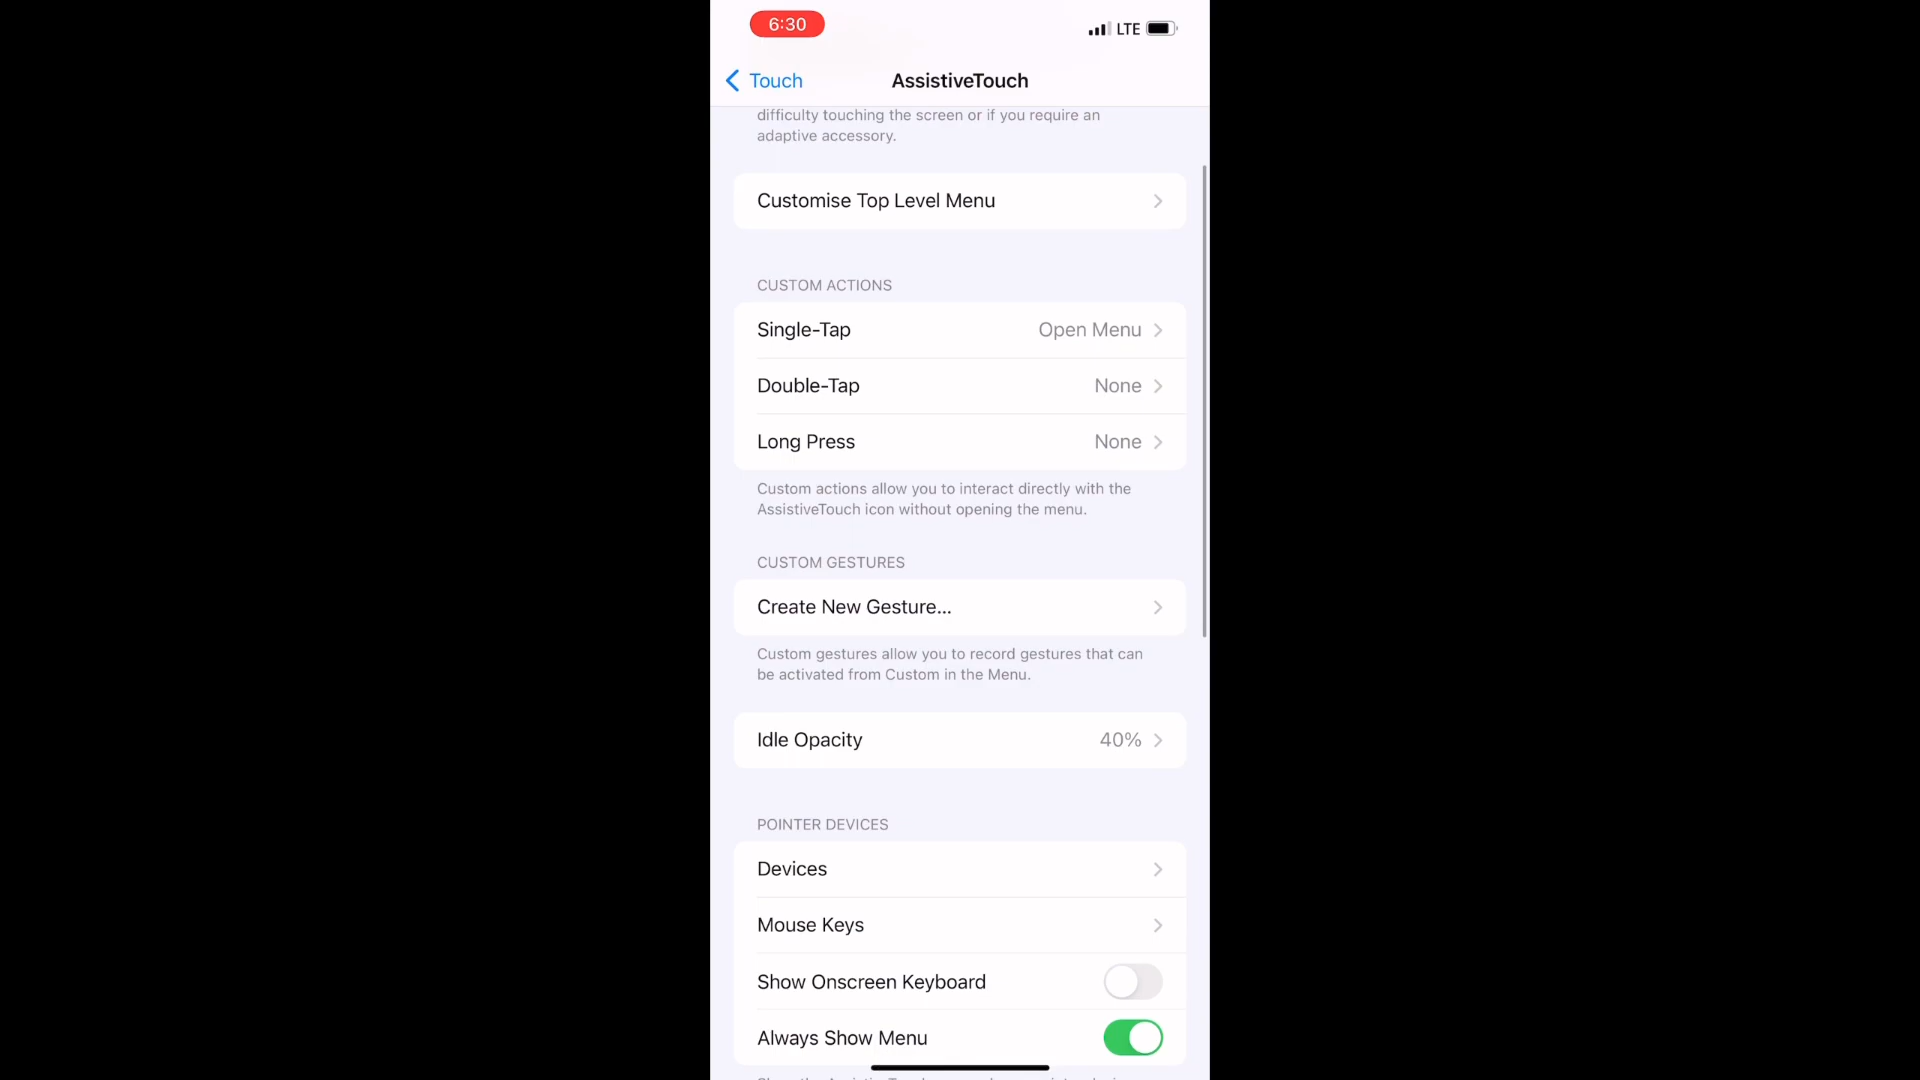 6:30
LTE
Touch
AssistiveTouch
difficulty touching the screen or if you require an
adaptive accessory.
Customise Top Level Menu
CUSTOM ACTIONS
Single-Tap Open Menu
Double-Tap None
Long Press None
Custom actions allow you to interact directly with the
AssistiveTouch icon without opening the menu.
CUSTOM GESTURES
Create New Gesture...
Custom gestures allow you to record gestures that can
be activated from Custom in the Menu.
Idle Opacity 40%
POINTER DEVICES
Devices
Mouse Keys
Show Onscreen Keyboard
Always Show Menu